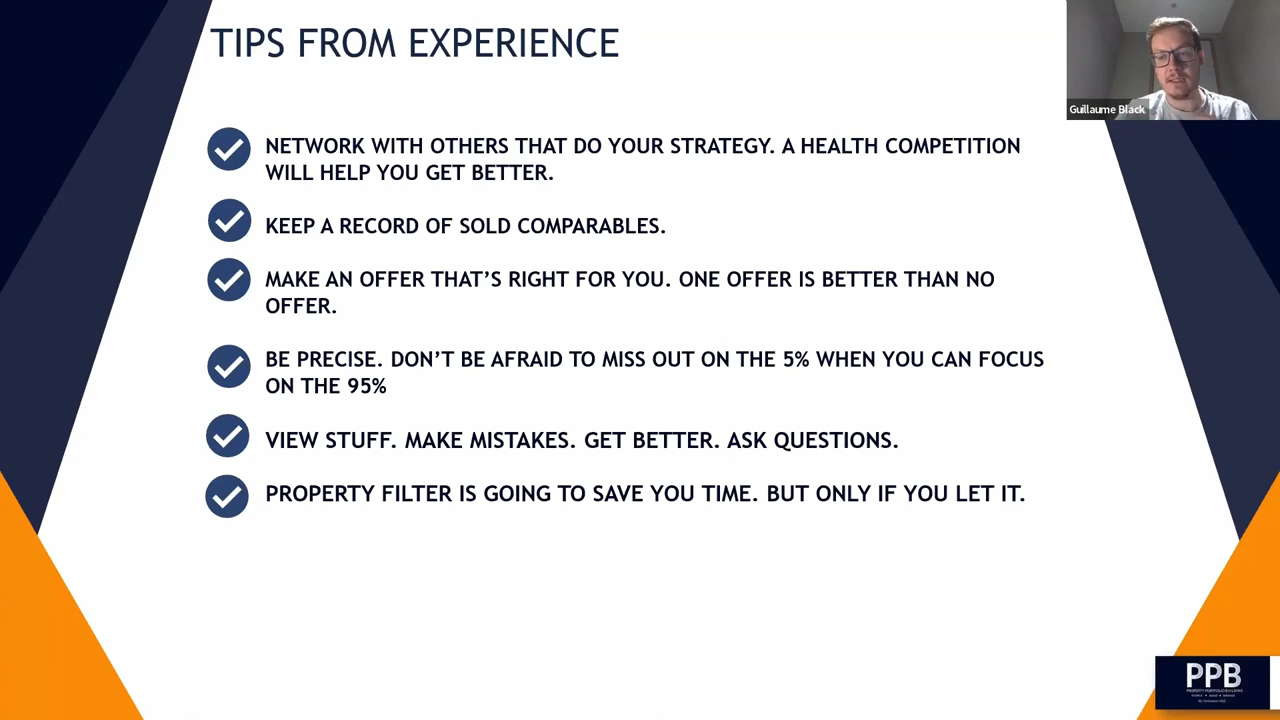 TIPS FROM EXPERIENCE
Guillaume Black
NETWORK WITH OTHERS THAT DO YOUR STRATEGY. A HEALTH COMPETITION
WILL HELP YOU GET BETTER.
KEEP A RECORD OF SOLD COMPARABLES.
MAKE AN OFFER THAT'S RIGHT FOR YOU. ONE OFFER IS BETTER THAN NO
OFFER.
BE PRECISE. DON'T BE AFRAID TO MISS OUT ON THE 5% WHEN YOU CAN FOCUS
ON THE 95%
VIEW STUFF. MAKE MISTAKES. GET BETTER. ASK QUESTIONS.
PROPERTY FILTER IS GOING TO SAVE YOU TIME. BUT ONLY IF YOU LET IT.
PPB
PROPERTY PORTFOLIO BUILDING